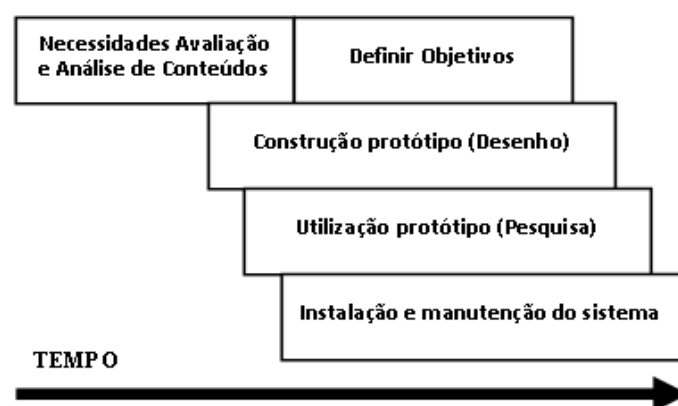 Necessidades Avaliação
e Análise de Conteúdos
Definir Objetivos
Construção protótipo (Desenho)
Utilização protótipo (Pesquisa)
Instalação e manutenção do sistema
TEMPO